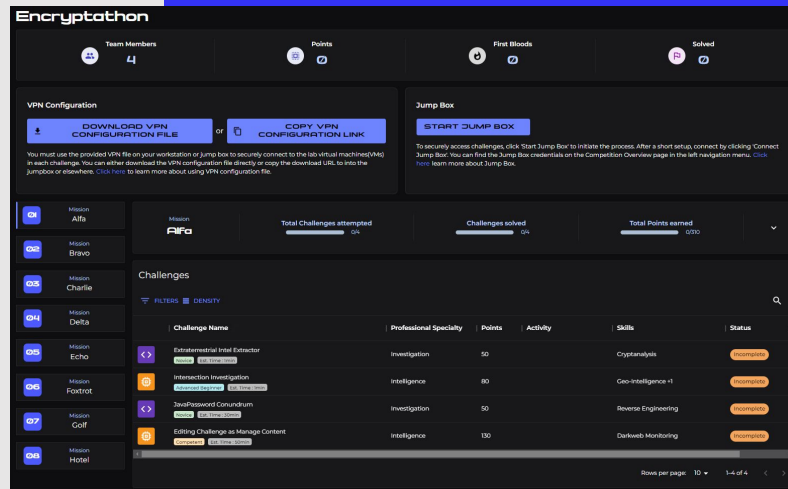 Encryptathon
Team Members
4
Points
0
First Bloods
0
Solved
0
VPN Configuration
DOWNLOAD VPN
CONFIGURATION FILE
or
COPY VPN
CONFIGURATION LINK
You must use the provided VPN file on your workstation or jump box to securely connect to the lab virtual machines(VMs)
in each challenge. You can either download the VPN configuration file directly or copy the download URL to into the
jumpbox or elsewhere. Click here to learn more about using VPN configuration file.
Jump Box
START JUMP BOX
To securely access challenges, click 'Start Jump Box' to initiate the process. After a short setup, connect by clicking 'Connect
Jump Box'. You can find the Jump Box credentials on the Competition Overview page in the left navigation menu. Click
here learn more about Jump Box.
01
Mission
Alfa
02
Mission
Bravo
03
Mission
Charlie
04
Mission
Delta
05
Mission
Echo
06
Mission
Foxtrot
07
Mission
Golf
08
Mission
Hotel
Mission
Alfa
Total Challenges attempted
0/4
Challenges solved
0/4
Total Points earned
0/310
Challenges
FILTERS DENSITY
Challenge Name Professional Specialty Points Activity Skills Status
Extraterrestrial Intel Extractor
Novice Est. Time : 1min
Investigation 50 Cryptanalysis Incomplete
Intersection Investigation
Advanced Beginner Est. Time : 1min
Intelligence 80 Geo-Intelligence +1 Incomplete
JavaPassword Conundrum
Novice Est. Time : 30min
Investigation 50 Reverse Engineering Incomplete
Editing Challenge as Manage Content
Competent Est. Time : 50min
Intelligence 130 Darkweb Monitoring Incomplete
Rows per page: 10 1–4 of 4